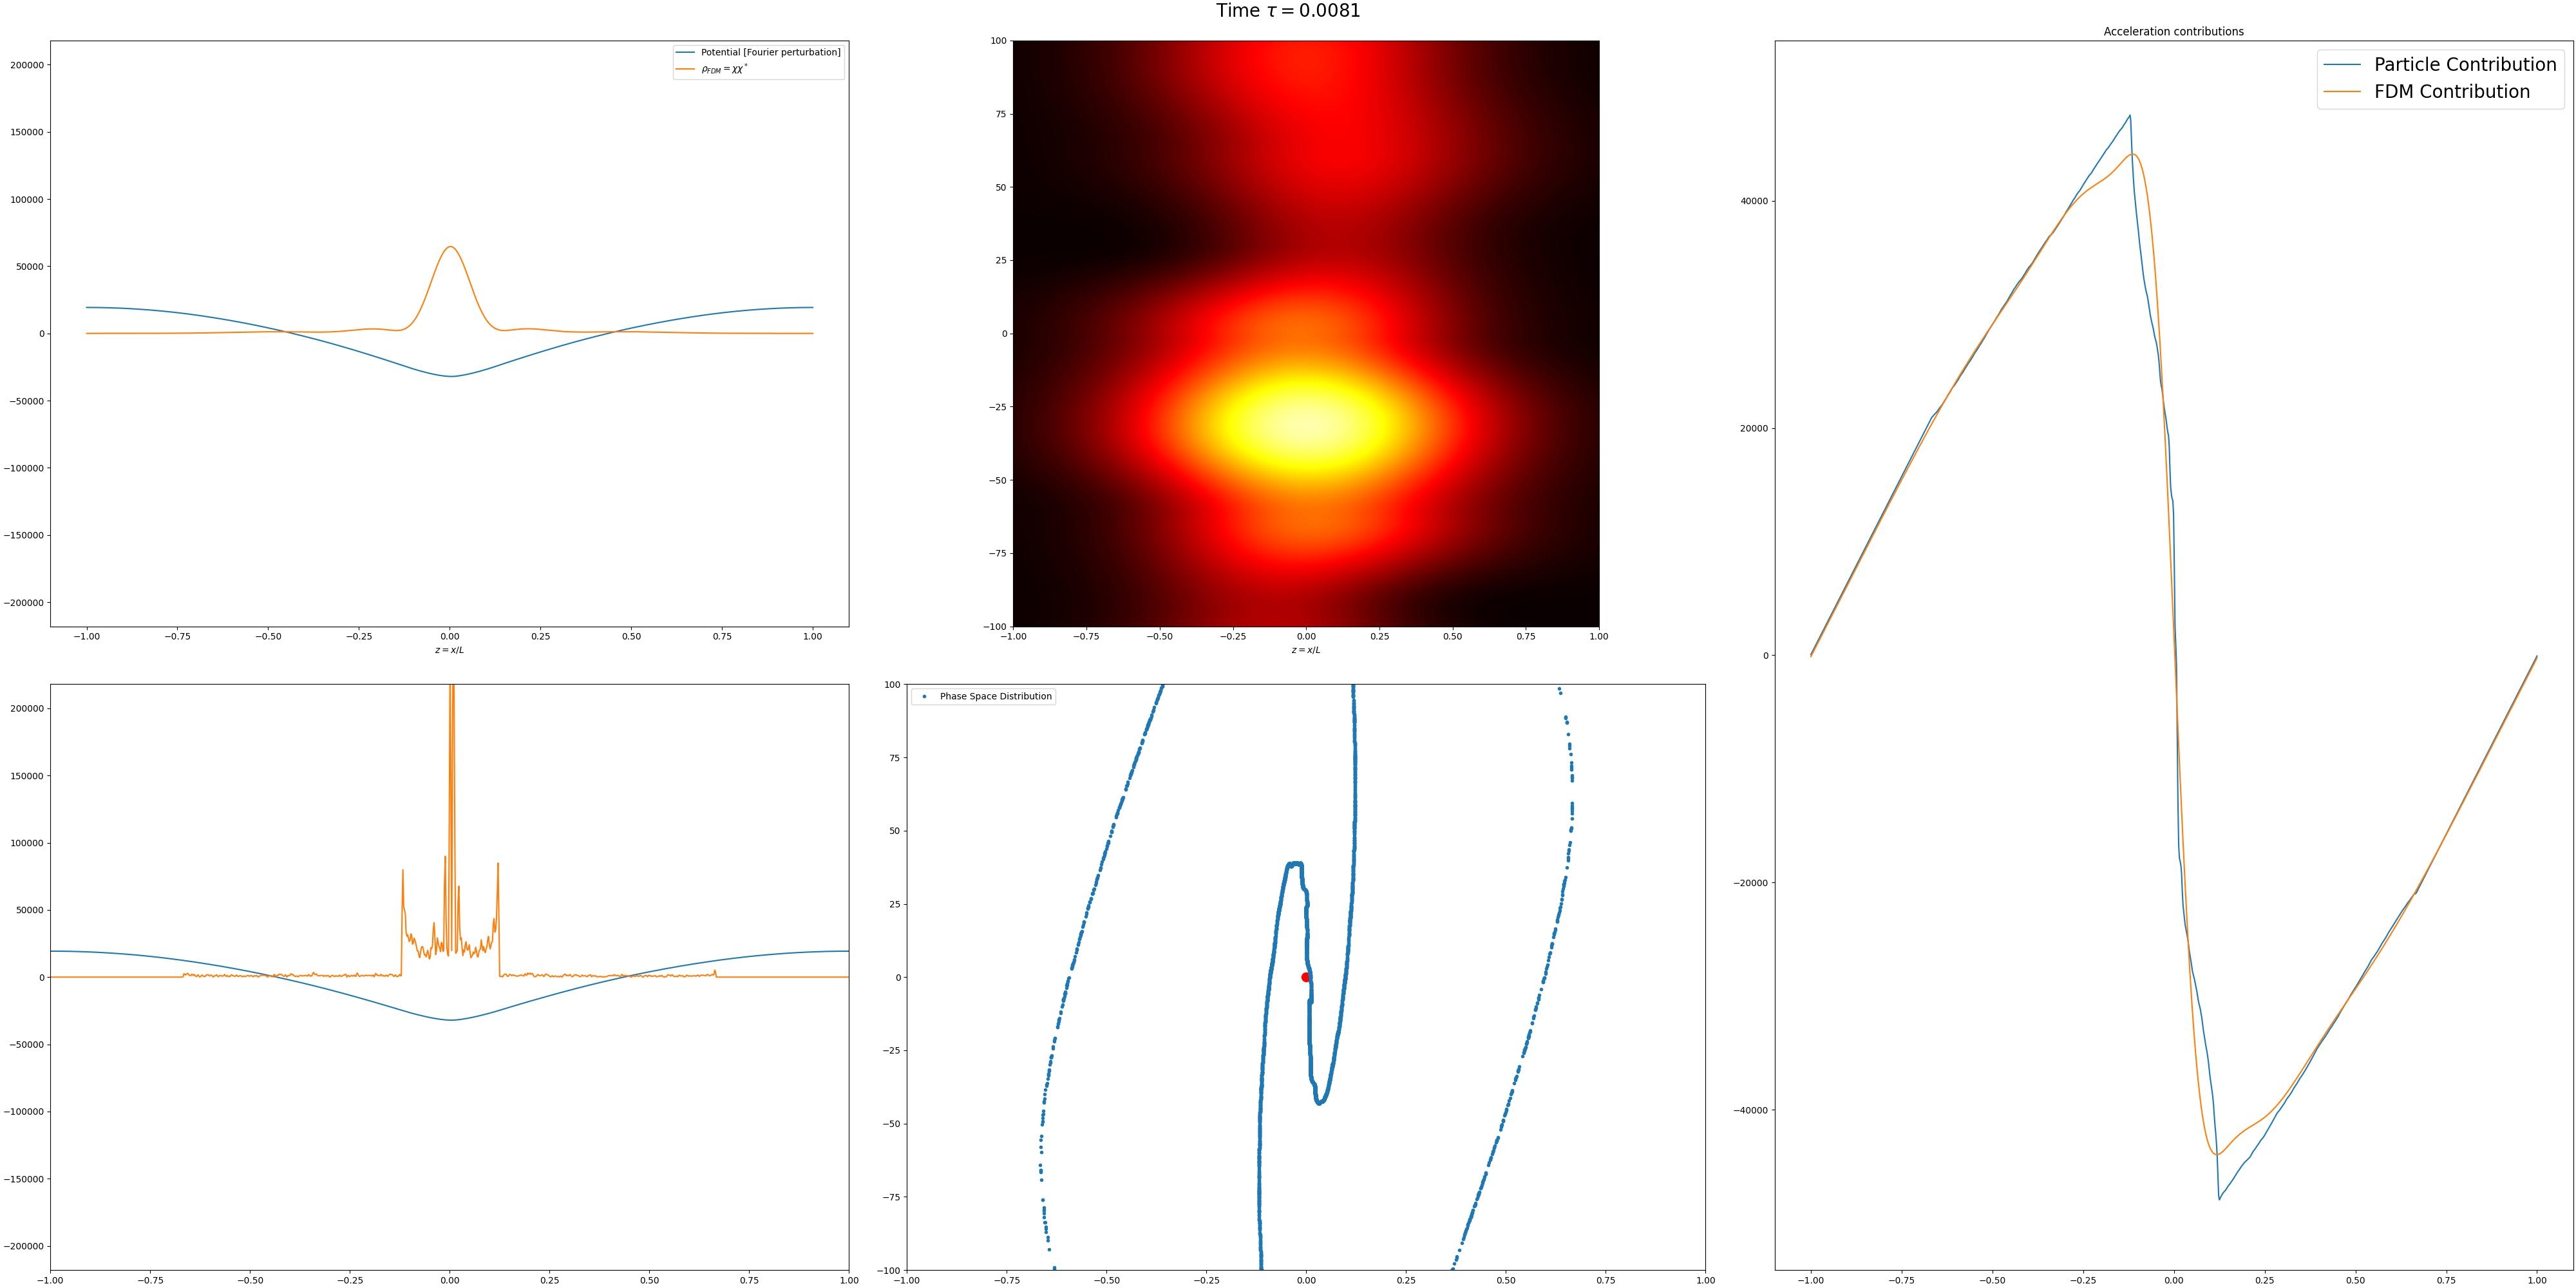 Time τ = 0.0081
Potential [Fourier perturbation]
ρFDM = χχ*
200000
150000
100000
50000
0
−50000
−100000
−150000
−200000
−1.00 −0.75 −0.50 −0.25 0.00 0.25 0.50 0.75 1.00
z = x/L
100
75
50
25
0
−25
−50
−75
−100
−1.00 −0.75 −0.50 −0.25 0.00 0.25 0.50 0.75 1.00
z = x/L
Acceleration contributions
Particle Contribution
FDM Contribution
40000
20000
0
−20000
−40000
−1.00 −0.75 −0.50 −0.25 0.00 0.25 0.50 0.75 1.00
200000
150000
100000
50000
0
−50000
−100000
−150000
−200000
−1.00 −0.75 −0.50 −0.25 0.00 0.25 0.50 0.75 1.00
Phase Space Distribution
100
75
50
25
0
−25
−50
−75
−100
−1.00 −0.75 −0.50 −0.25 0.00 0.25 0.50 0.75 1.00